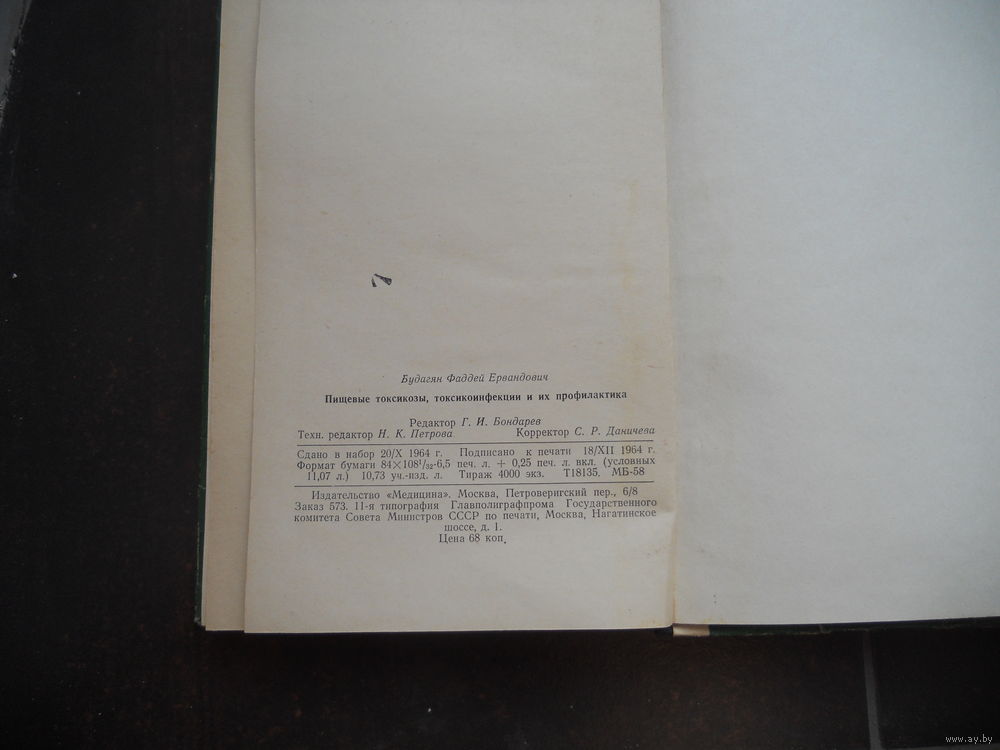 Будагян Фаддей Ервандович
Пищевые токсикозы, токсикоинфекции и их профилактика
Редактор Г. И. Бондарев
Техн. редактор Н. К. Петрова Корректор С. Р. Даничева
Сдано в набор 20/X 1964 г. Подписано к печати 18/XII 1964 г.
Формат бумаги 84×108¹/₃₂-6,5 печ. л. + 0,25 печ. л. вкл. (условных
11,07 л.) 10,73 уч.-изд. л. Тираж 4000 экз. Т18135. МБ-58
Издательство «Медицина». Москва, Петроверигский пер., 6/8
Заказ 573. 11-я типография Главполиграфпрома Государственного
комитета Совета Министров СССР по печати, Москва, Нагатинское
шоссе, д. 1.
Цена 68 коп.
www.ay.by